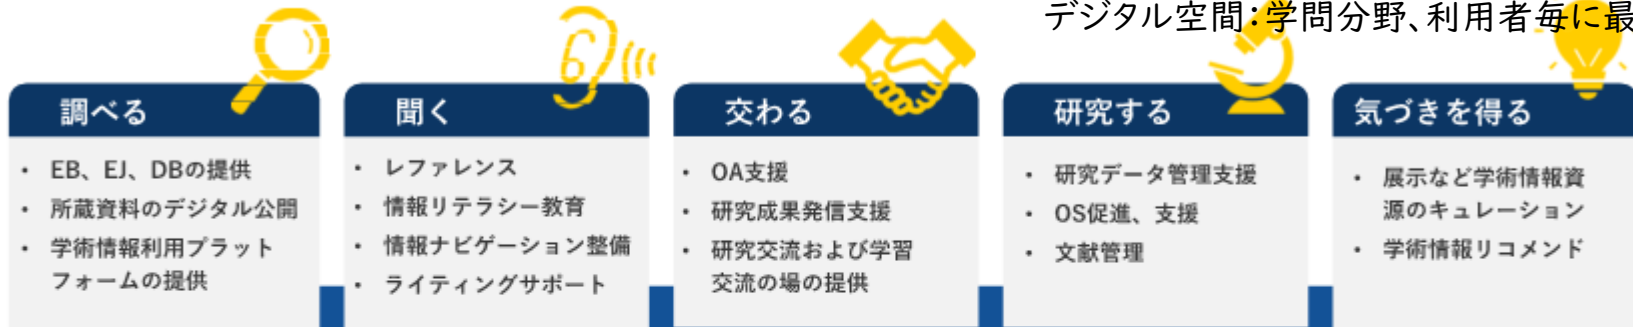 デジタル空間：学問分野、利用者毎に最
調べる
・ EB、EJ、DBの提供
・ 所蔵資料のデジタル公開
・ 学術情報利用プラット
フォームの提供
聞く
・ レファレンス
・ 情報リテラシー教育
・ 情報ナビゲーション整備
・ ライティングサポート
交わる
・ OA支援
・ 研究成果発信支援
・ 研究交流および学習
交流の場の提供
研究する
・ 研究データ管理支援
・ OS促進、支援
・ 文献管理
気づきを得る
・ 展示など学術情報資
源のキュレーション
・ 学術情報リコメンド